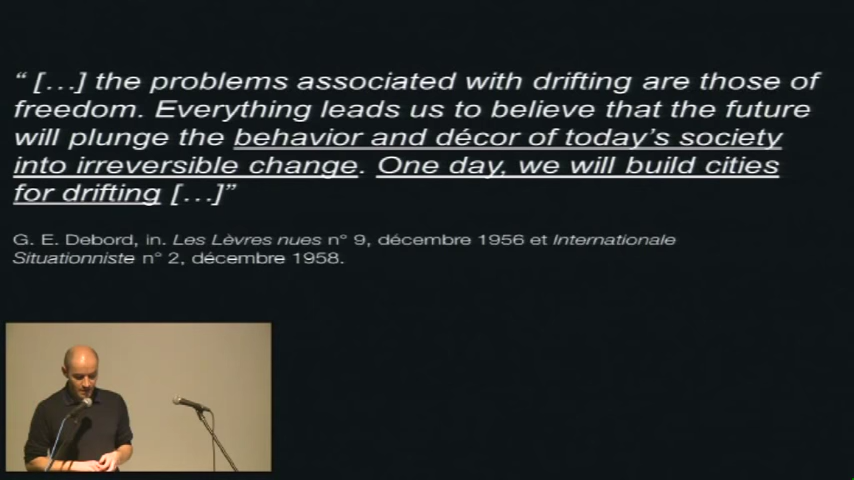 “ […] the problems associated with drifting are those of
freedom. Everything leads us to believe that the future
will plunge the behavior and décor of today’s society
into irreversible change. One day, we will build cities
for drifting […]”
G. E. Debord, in. Les Lèvres nues n° 9, décembre 1956 et Internationale
Situationniste n° 2, décembre 1958.